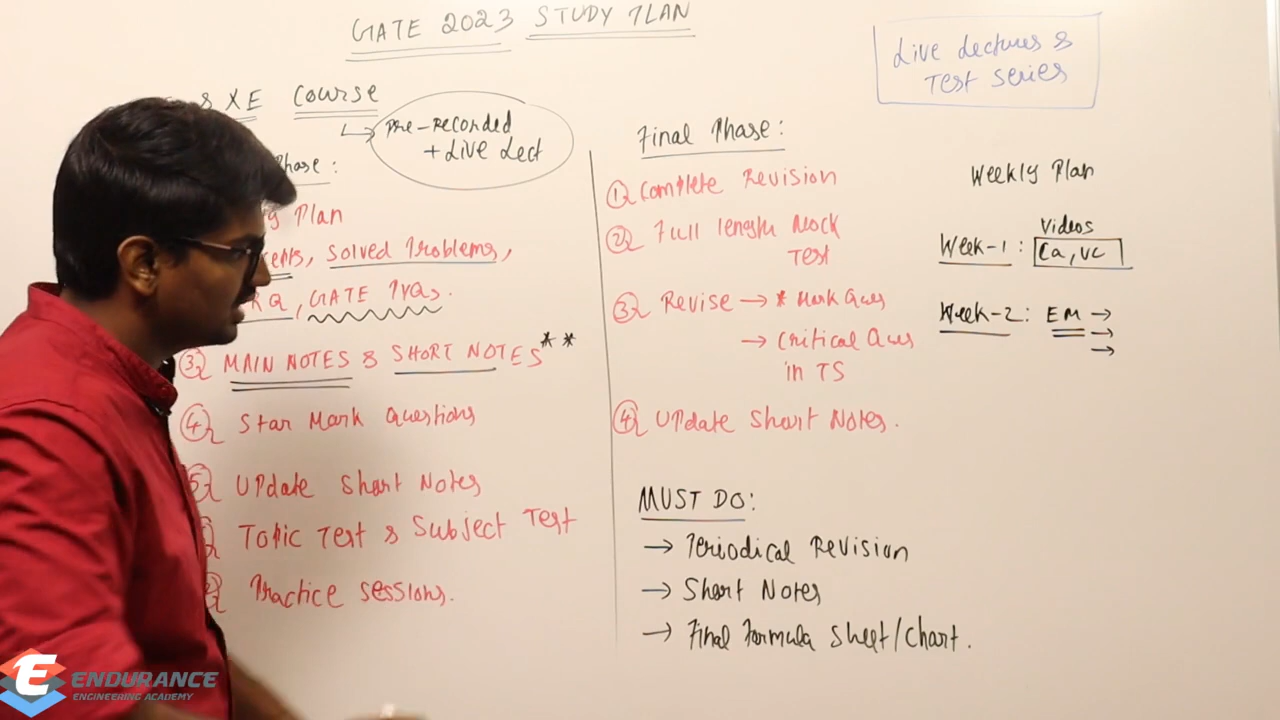 GATE 2023 STUDY PLAN
Live Lectures &
Test series
& XE Course
Pre-Recorded
+ Live Lect
Phase:
Plan
Solved Problems,
GATE PYQs.
③ MAIN NOTES & SHORT NOTES**
④ Star Mark Questions
⑤ Update Short Notes
Topic Test & Subject Test
Practice Sessions.
Final Phase:
① Complete Revision
② Full length Mock
Test
③ Revise → * Mark Ques
→ Critical Ques
in TS
④ Update Short Notes.
MUST DO:
→ Periodical Revision
→ Short Notes
→ Final Formula Sheet/Chart.
Weekly Plan
Videos
Week-1 : Ca, VC
Week-2: EM →
→
→
E ENDURANCE
ENGINEERING ACADEMY